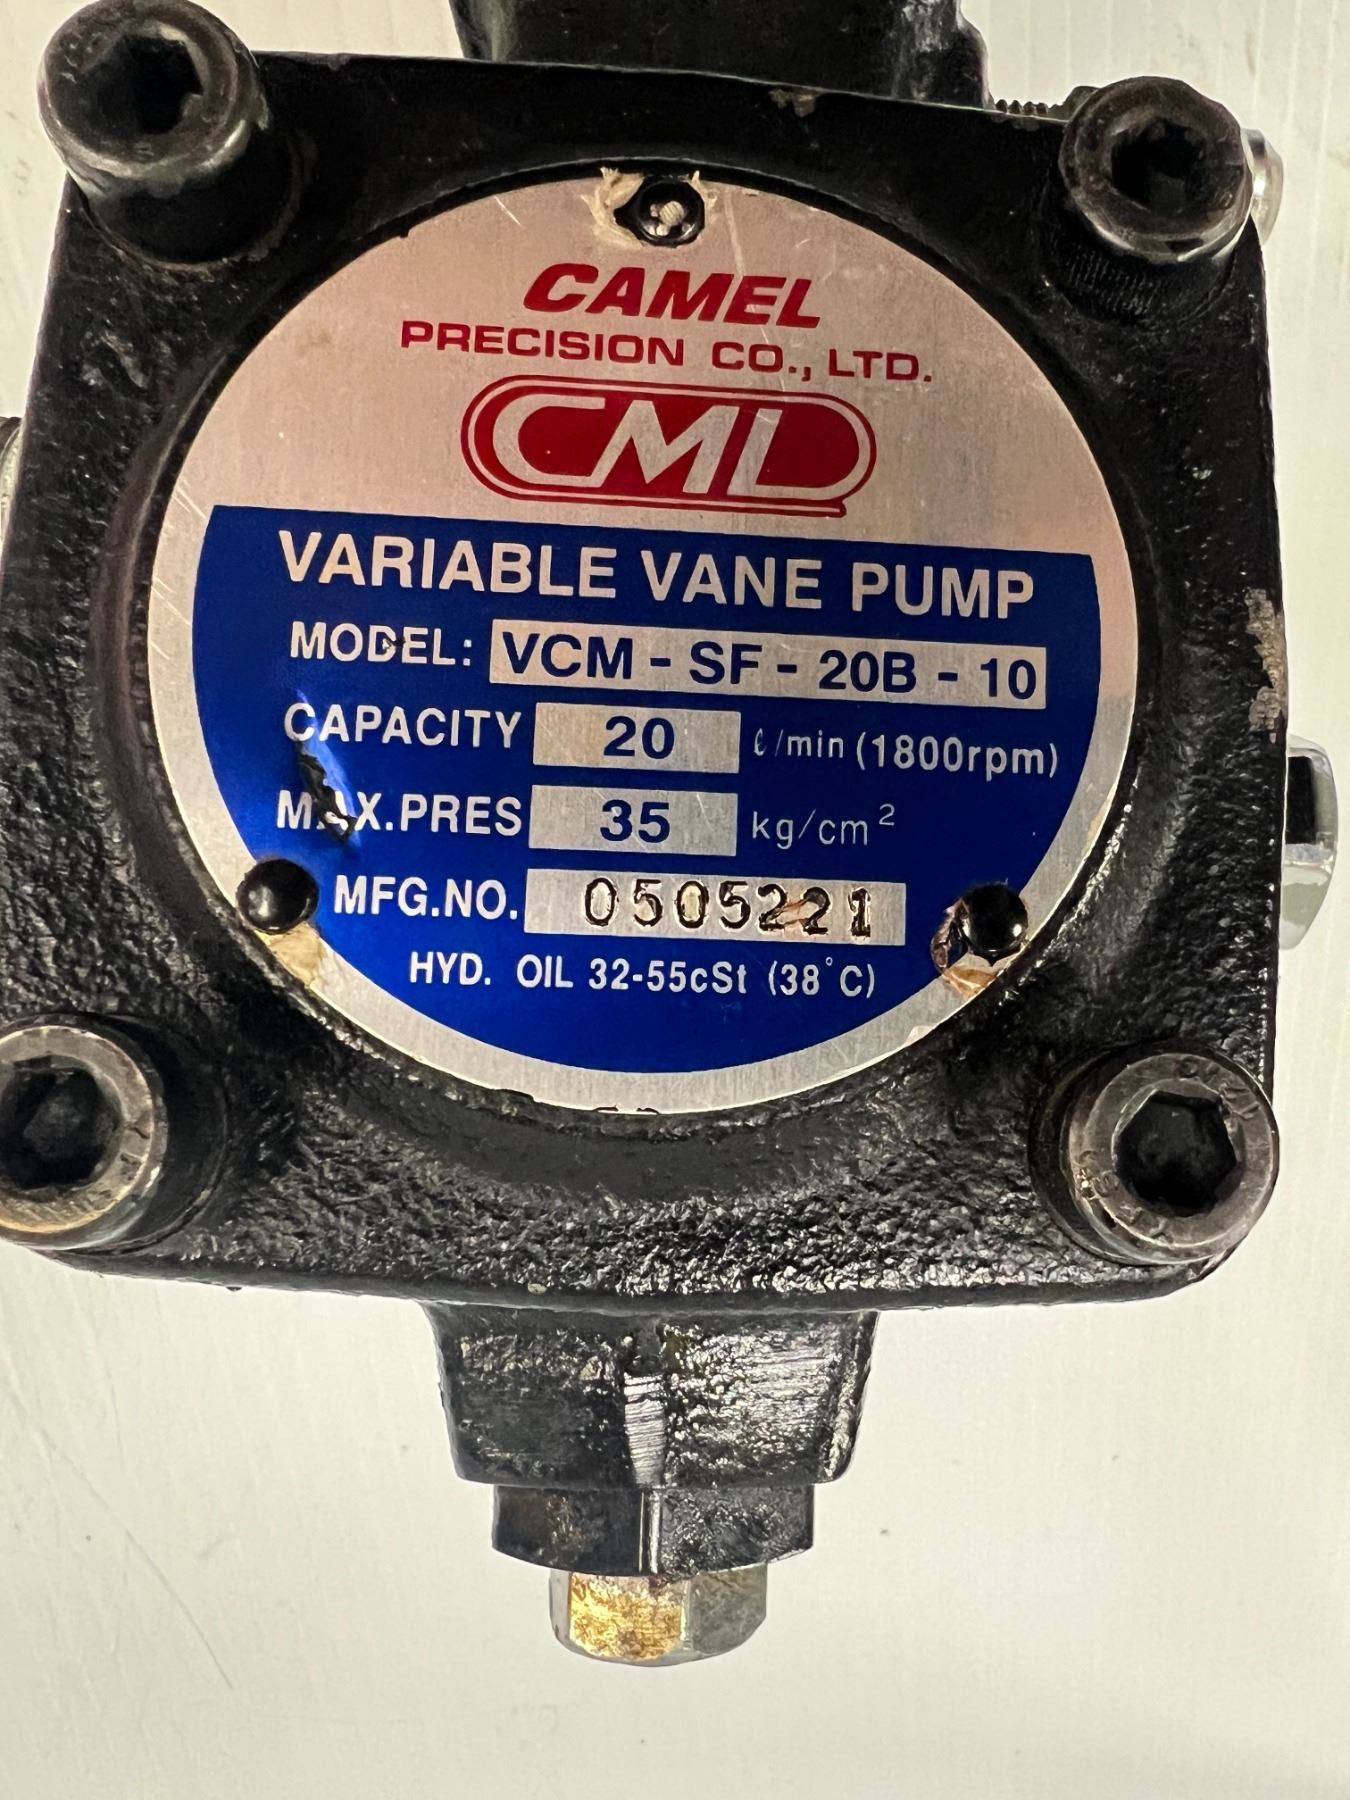 CAMEL
PRECISION CO., LTD.
CML
VARIABLE VANE PUMP
MODEL: VCM - SF - 20B - 10
CAPACITY 20 ℓ/min (1800rpm)
MAX.PRES 35 kg/cm²
MFG.NO. 0505221
HYD. OIL 32-55cSt (38°C)